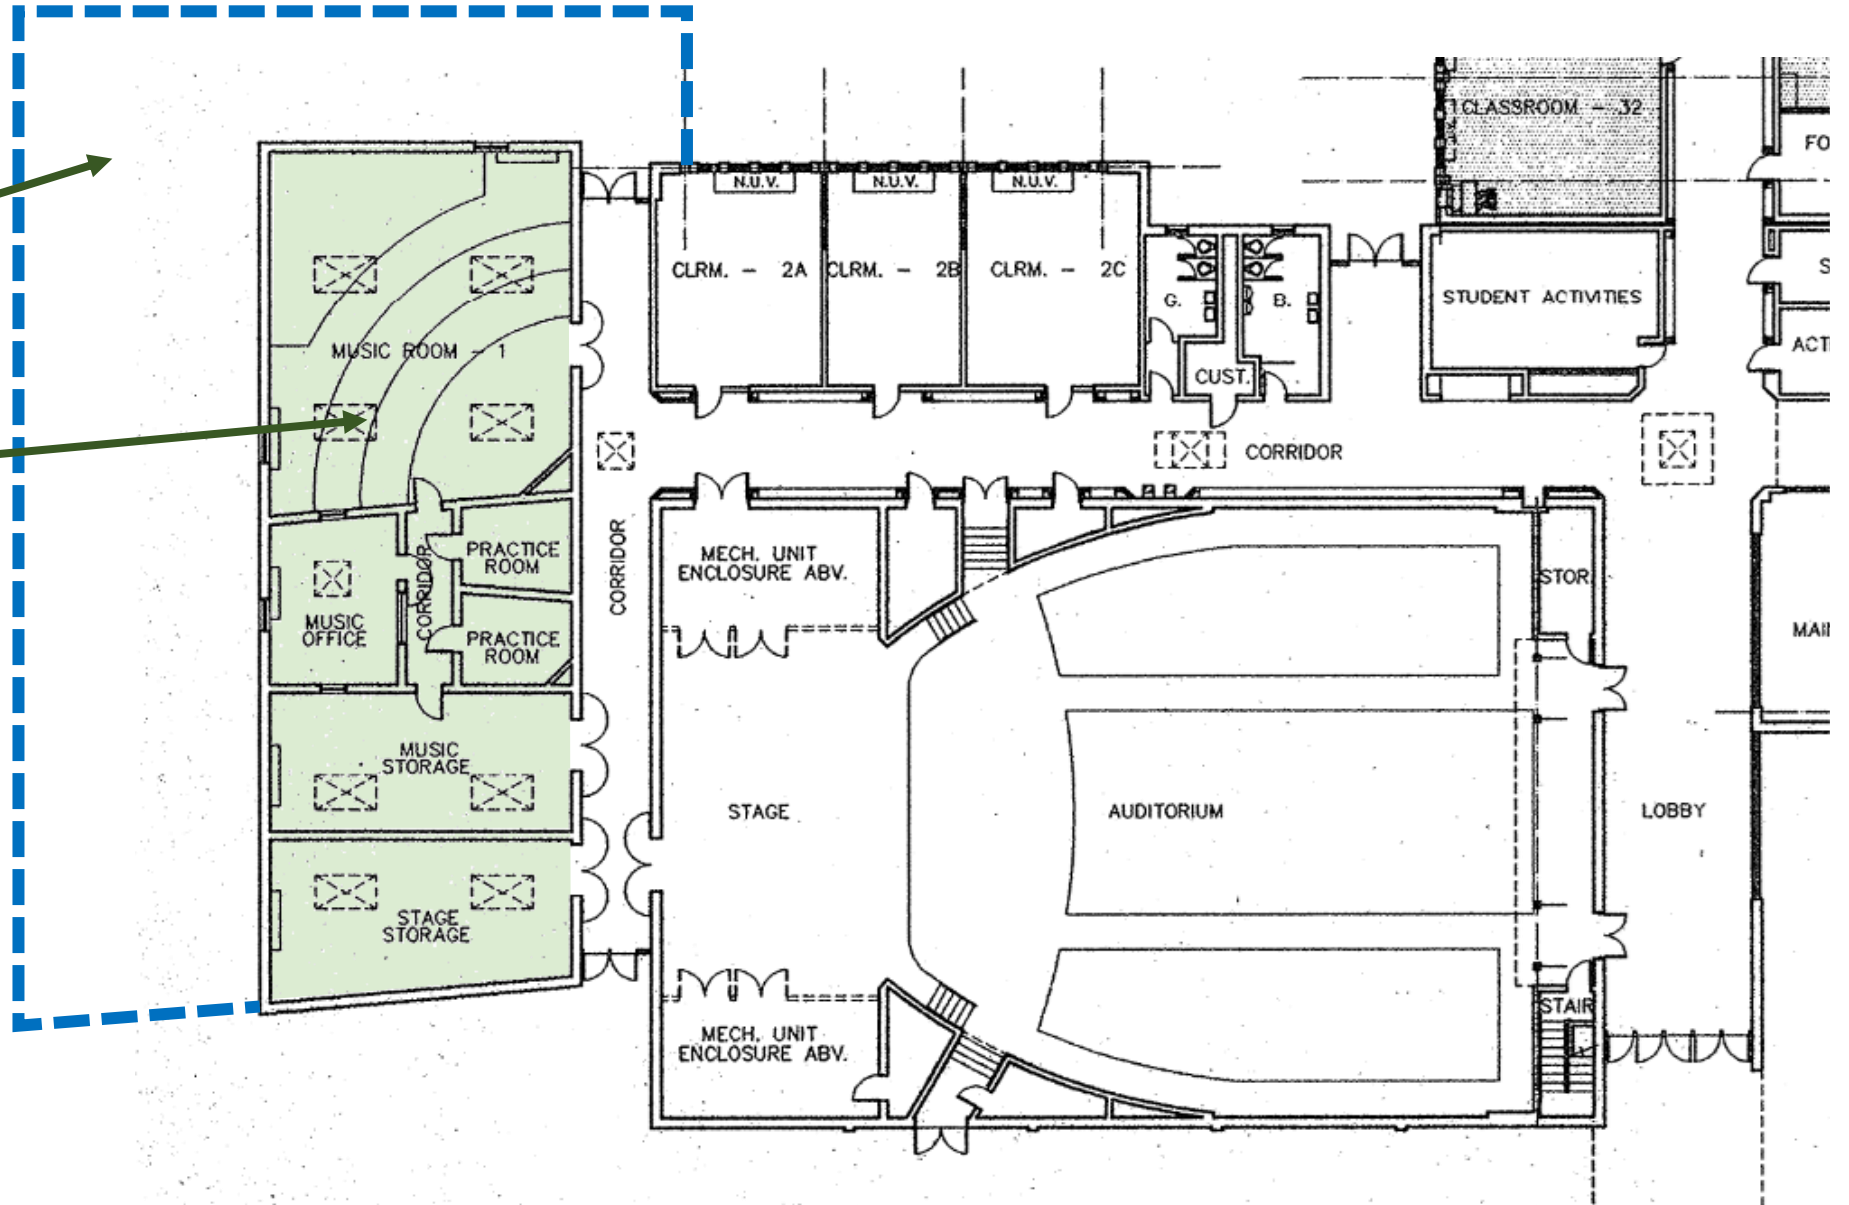 CLASSROOM - 32
FO
N.U.V.
N.U.V.
N.U.V.
CLRM. - 2A
CLRM. - 2B
CLRM. - 2C
G.
B.
STUDENT ACTIVITIES
S
MUSIC ROOM - 1
CUST.
ACTI
CORRIDOR
MECH. UNIT
ENCLOSURE ABV.
PRACTICE
ROOM
CORRIDOR
CORRIDOR
STOR.
MUSIC
OFFICE
PRACTICE
ROOM
MAI
MUSIC
STORAGE
STAGE
AUDITORIUM
LOBBY
STAGE
STORAGE
STAIR
MECH. UNIT
ENCLOSURE ABV.